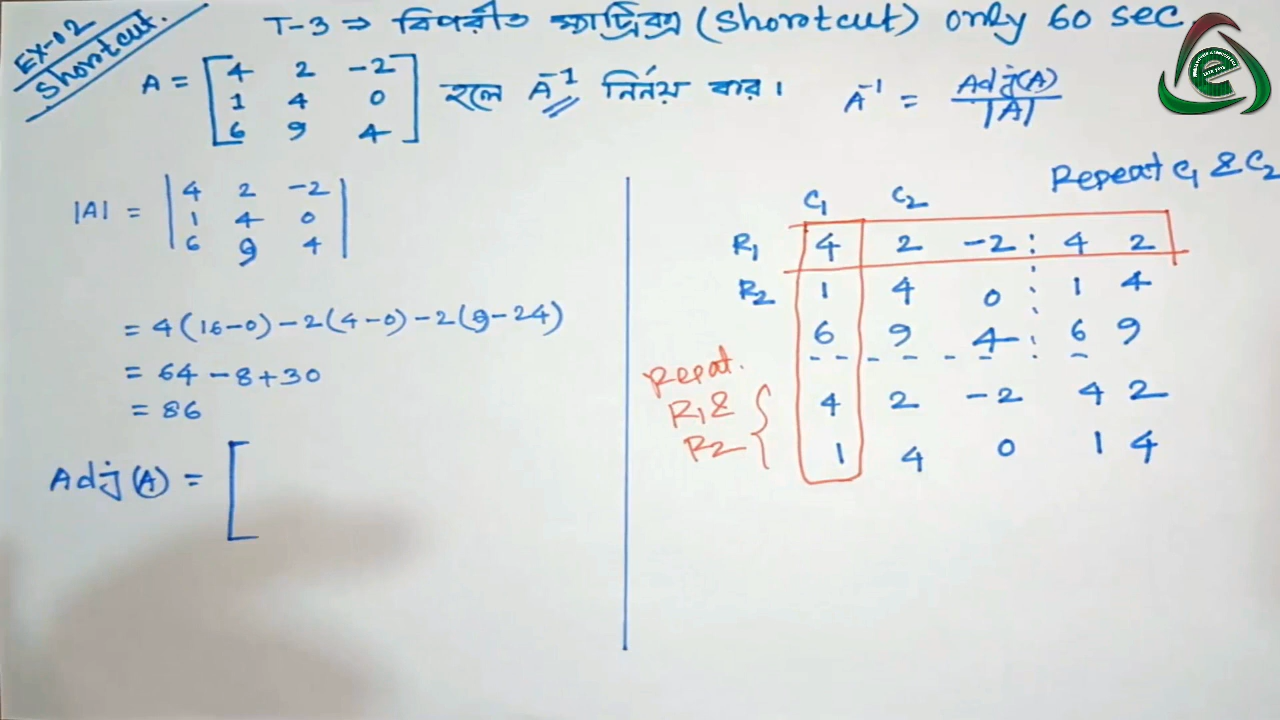 EX-02
Shortcut.
T-3 ⇒ বিপরীত ম্যাট্রিক্স (Shortcut) only 60 sec.
A = [4 2 -2
1 4 0
6 9 4] হলে A⁻¹ নির্নয় কর। A⁻¹ = Adj(A) / |A|
|A| = |4 2 -2
1 4 0
6 9 4|
= 4(16-0)-2(4-0)-2(9-24)
= 64-8+30
= 86
Adj(A) = [
Repeat C₁ & C₂
C₁ C₂
R₁ 4 2 -2 : 4 2
R₂ 1 4 0 : 1 4
6 9 4 : 6 9
4 2 -2 4 2
1 4 0 1 4
Repat.
R₁ &
R₂ {
e